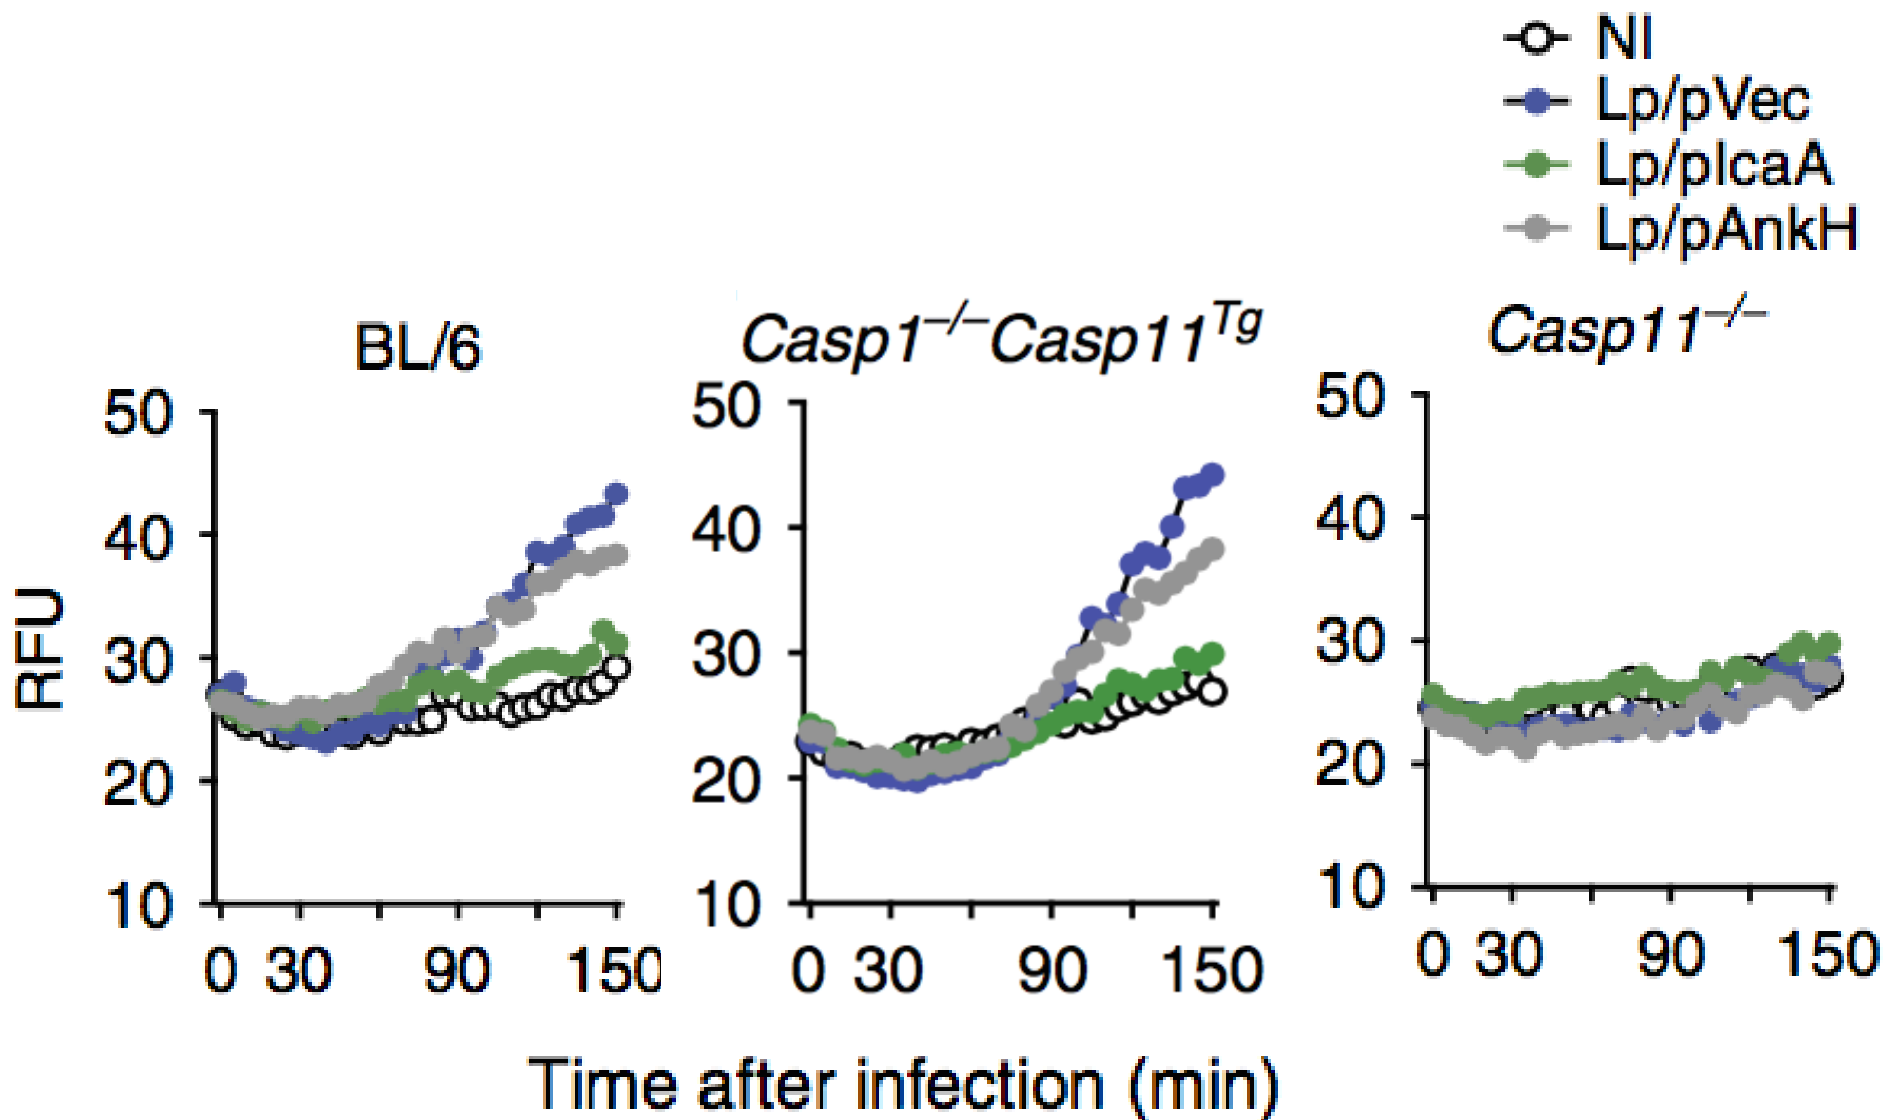 NI
Lp/pVec
Lp/pIcaA
Lp/pAnkH
BL/6
Casp1–/–Casp11Tg
Casp11–/–
RFU
50
40
30
20
10
0 30 90 150
50
40
30
20
10
0 30 90 150
50
40
30
20
10
0 30 90 150
Time after infection (min)